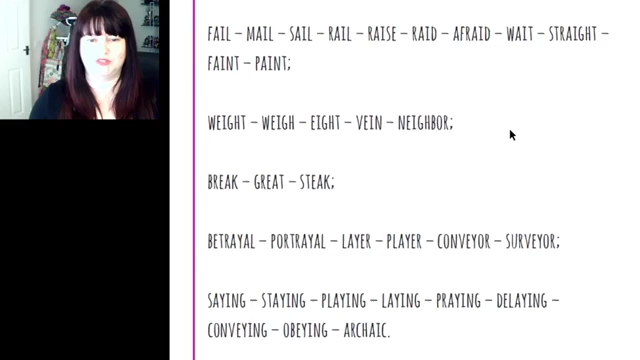 FAIL – MAIL – SAIL – RAIL – RAISE – RAID – AFRAID – WAIT – STRAIGHT –
FAINT – PAINT;
WEIGHT – WEIGH – EIGHT – VEIN – NEIGHBOR;
BREAK – GREAT – STEAK;
BETRAYAL – PORTRAYAL – LAYER – PLAYER – CONVEYOR – SURVEYOR;
SAYING – STAYING – PLAYING – LAYING – PRAYING – DELAYING –
CONVEYING – OBEYING – ARCHAIC.